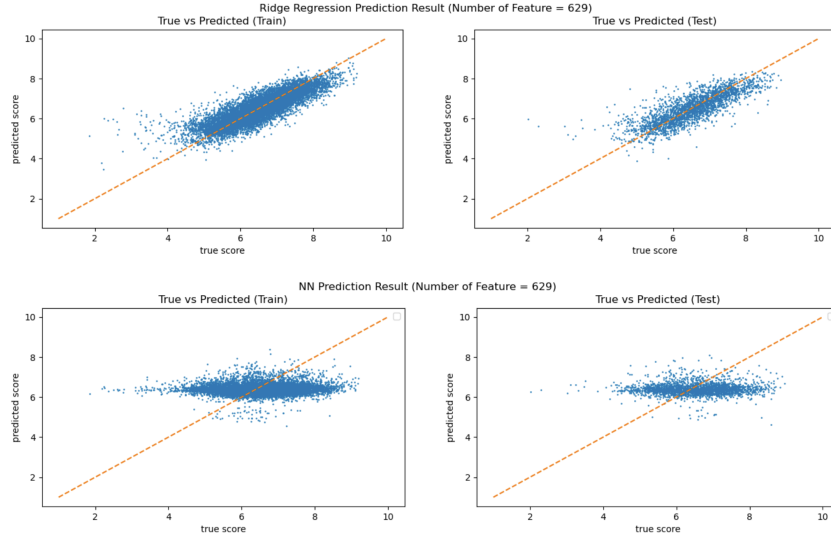 Ridge Regression Prediction Result (Number of Feature = 629)
True vs Predicted (Train)
True vs Predicted (Test)
10
8
6
4
2
predicted score
2
4
6
8
10
true score
10
8
6
4
2
predicted score
2
4
6
8
10
true score
NN Prediction Result (Number of Feature = 629)
True vs Predicted (Train)
True vs Predicted (Test)
10
8
6
4
2
predicted score
2
4
6
8
10
true score
10
8
6
4
2
predicted score
2
4
6
8
10
true score